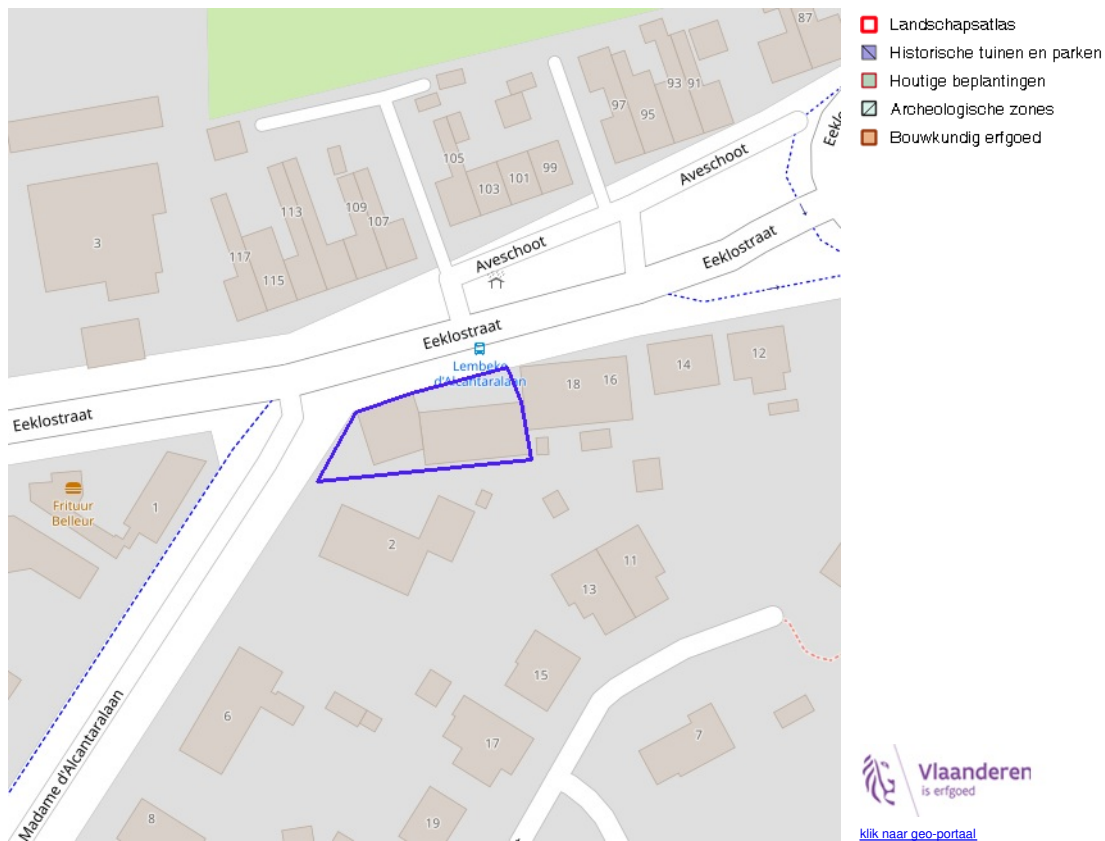 Landschapsatlas
Historische tuinen en parken
Houtige beplantingen
Archeologische zones
Bouwkundig erfgoed
87
97
95
93
91
Eeklo
105
103
101
99
Aveschoot
3
113
109
107
117
115
Aveschoot
Eeklostraat
Eeklostraat
Lembeke
d'Alcantaralaan
18
16
14
12
Eeklostraat
Frituur
Belleur
1
2
11
13
15
6
17
7
Madame d'Alcantaralaan
8
19
Vlaanderen
is erfgoed
klik naar geo-portaal